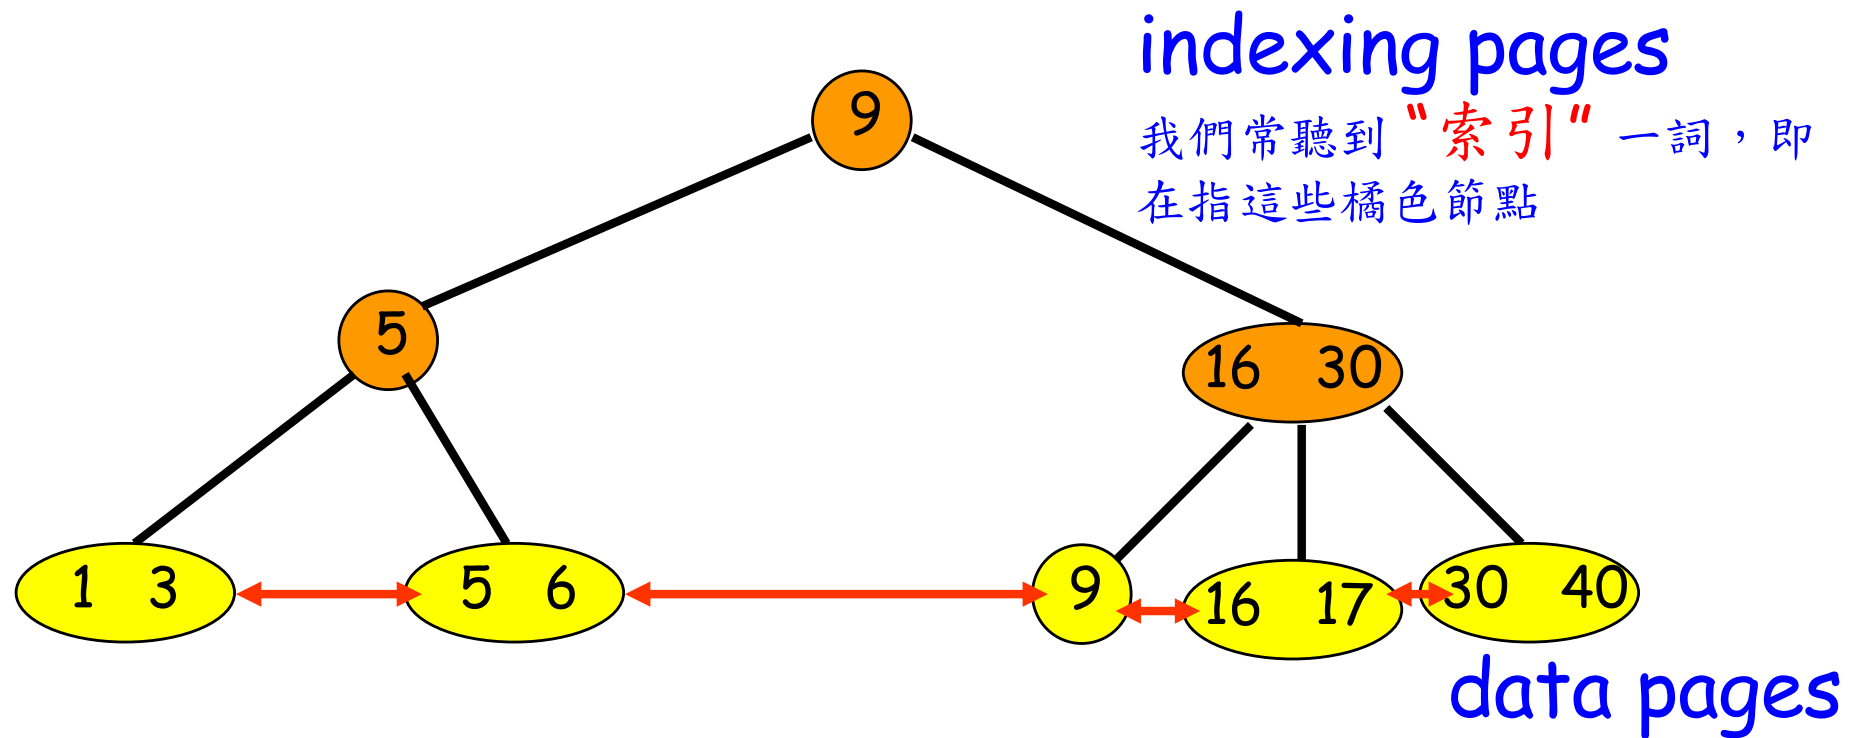 indexing pages
我們常聽到 "索引" 一詞，即
在指這些橘色節點
9
5
16 30
1 3
5 6
9
16 17
30 40
data pages